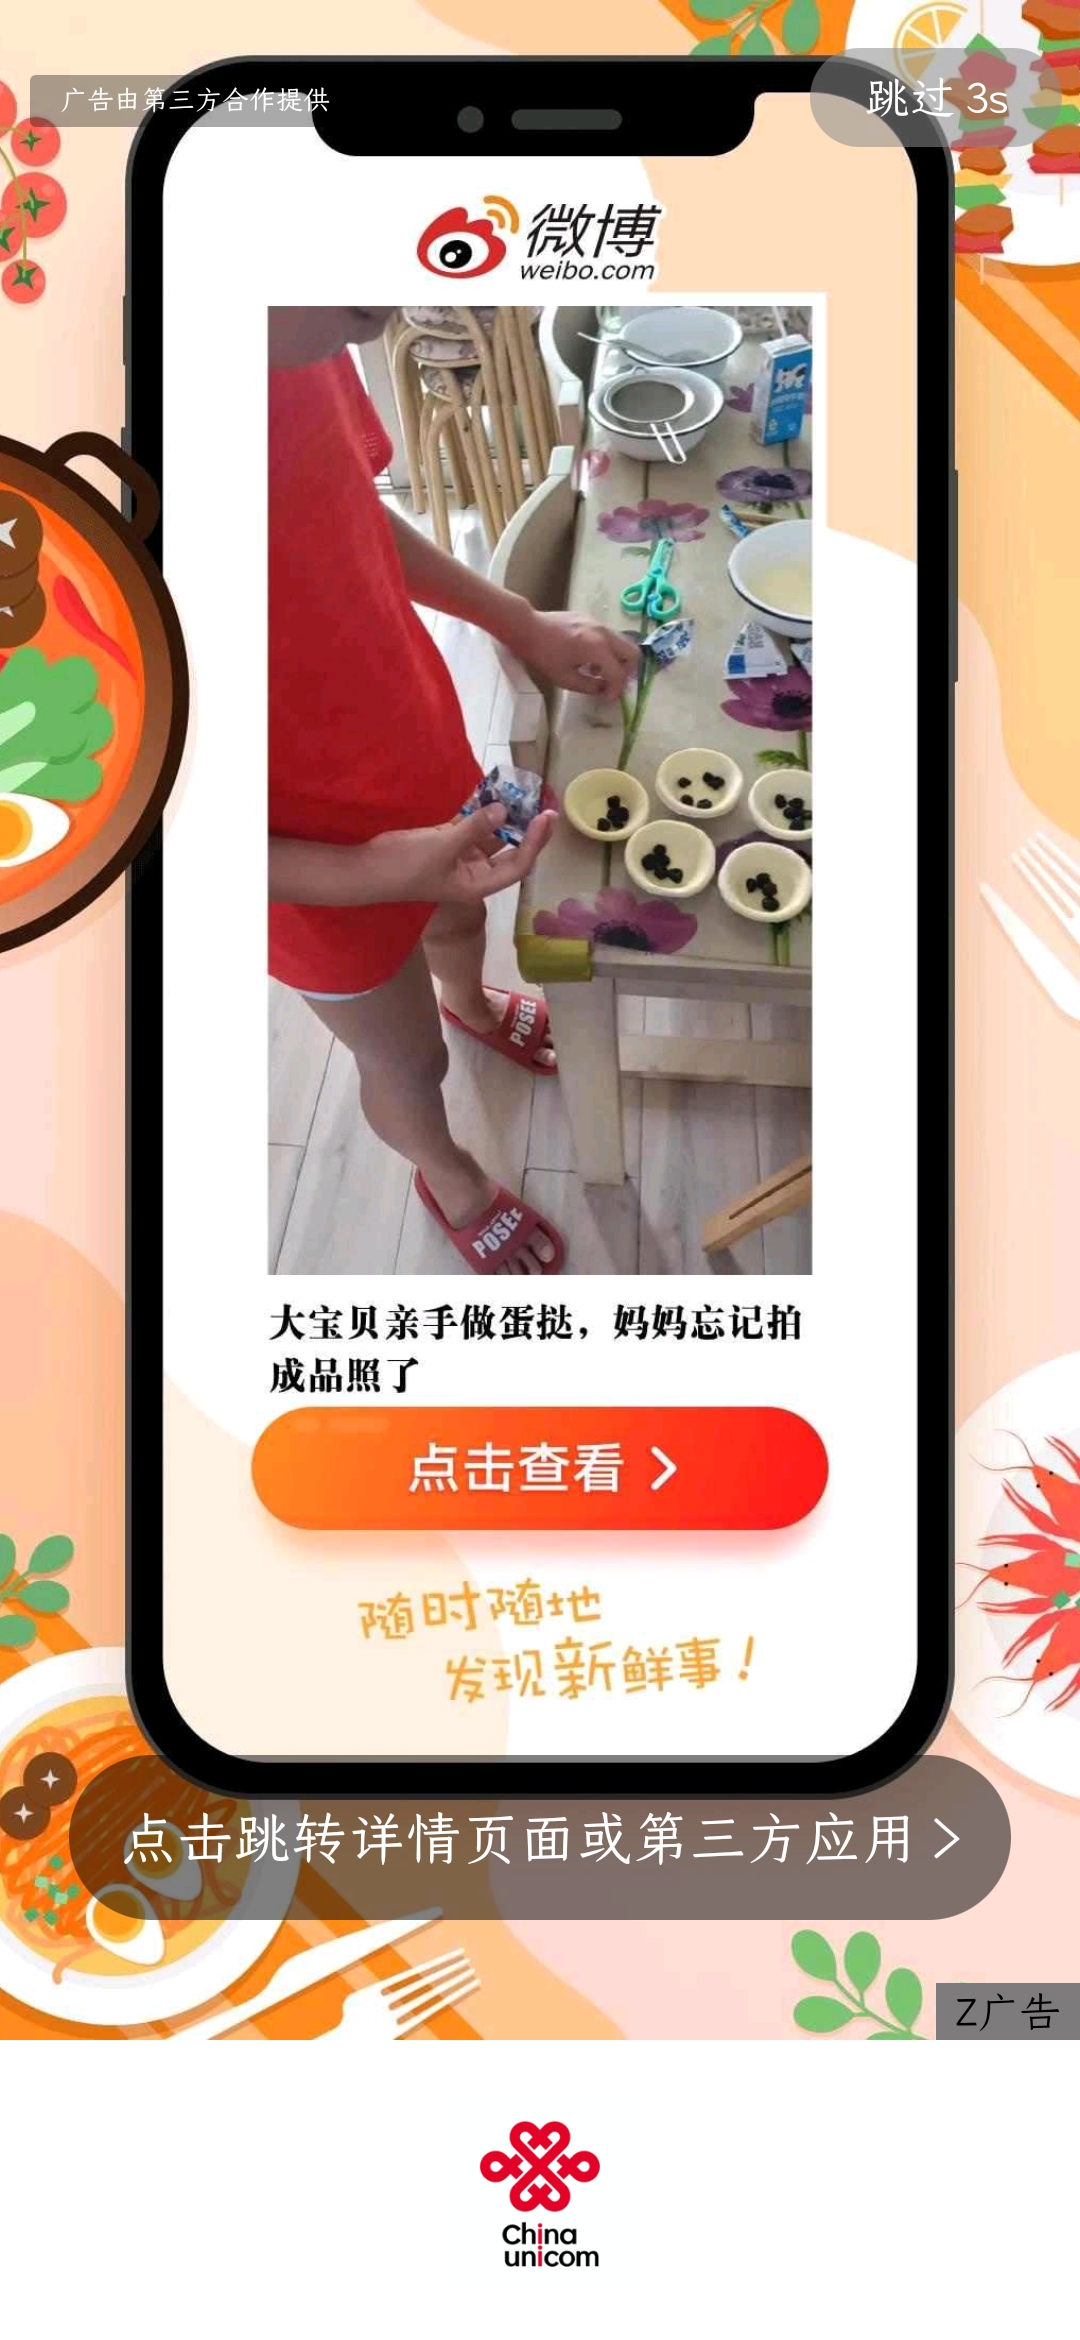 广告由第三方合作提供
跳过 3s
微博
weibo.com
POSEE
POSEE
大宝贝亲手做蛋挞，妈妈忘记拍
成品照了
点击查看
随时随地
发现新鲜事！
点击跳转详情页面或第三方应用
Z广告
China
unicom